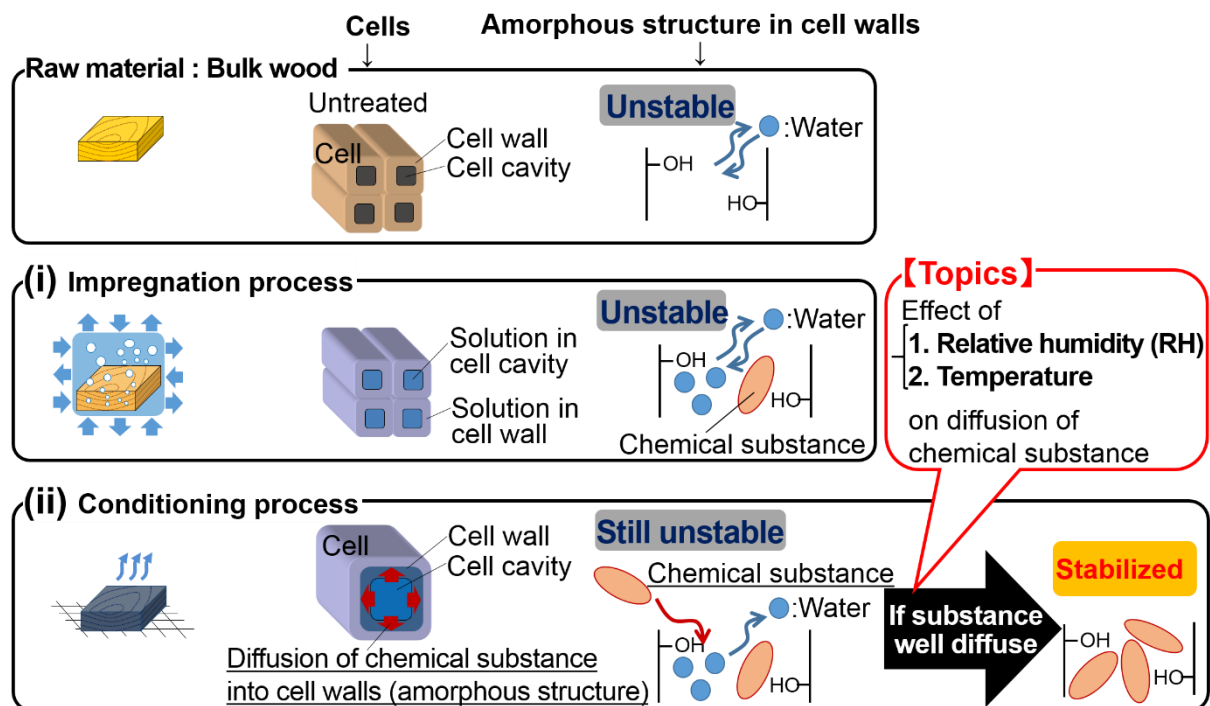 Cells
Amorphous structure in cell walls
↓
↓
Raw material : Bulk wood
Untreated
Cell
Cell wall
Cell cavity
Unstable
:Water
OH
HO
(i) Impregnation process
Solution in
cell cavity
Solution in
cell wall
Unstable
:Water
OH
HO
Chemical substance
【Topics】
Effect of
1. Relative humidity (RH)
2. Temperature
on diffusion of
chemical substance
(ii) Conditioning process
Cell
Cell wall
Cell cavity
Diffusion of chemical substance
into cell walls (amorphous structure)
Still unstable
Chemical substance
:Water
OH
HO
If substance
well diffuse
Stabilized
OH
HO